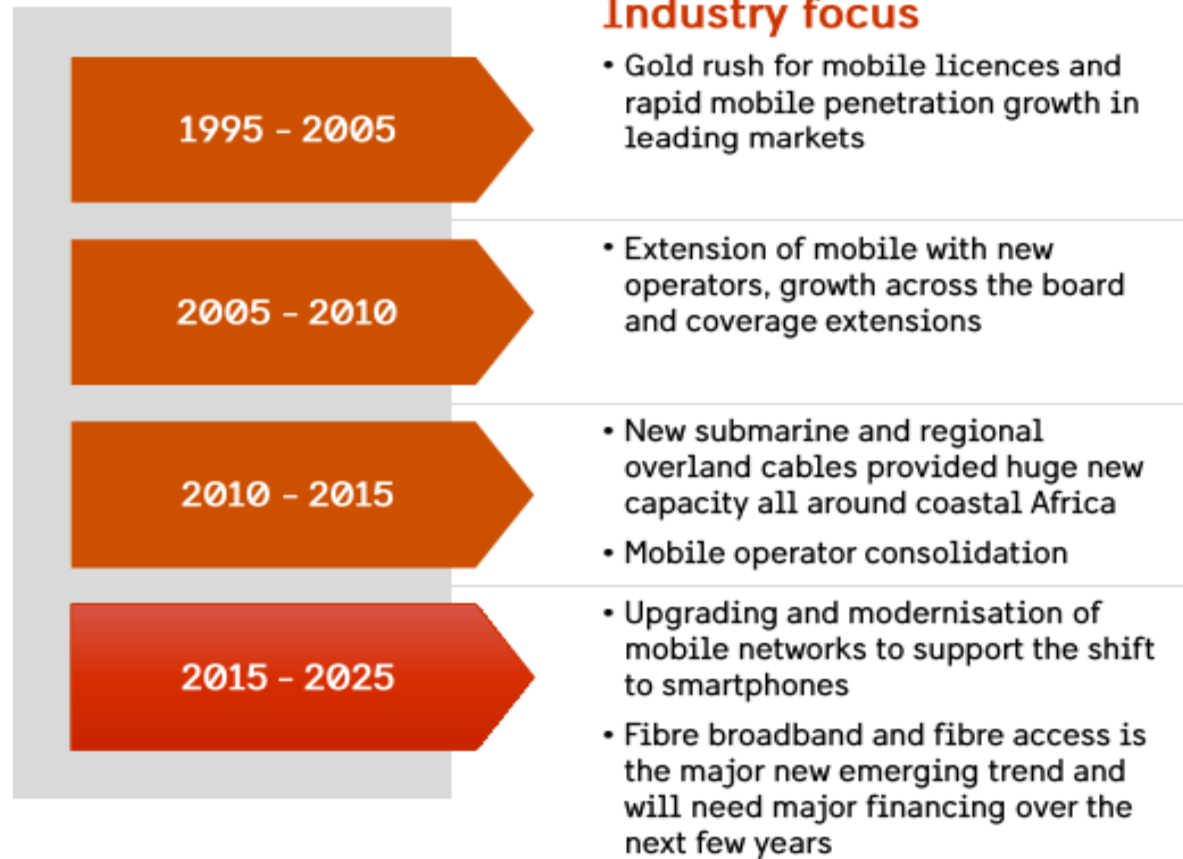 Industry focus
1995 – 2005
• Gold rush for mobile licences and
rapid mobile penetration growth in
leading markets
2005 – 2010
• Extension of mobile with new
operators, growth across the board
and coverage extensions
2010 – 2015
• New submarine and regional
overland cables provided huge new
capacity all around coastal Africa
• Mobile operator consolidation
2015 – 2025
• Upgrading and modernisation of
mobile networks to support the shift
to smartphones
• Fibre broadband and fibre access is
the major new emerging trend and
will need major financing over the
next few years